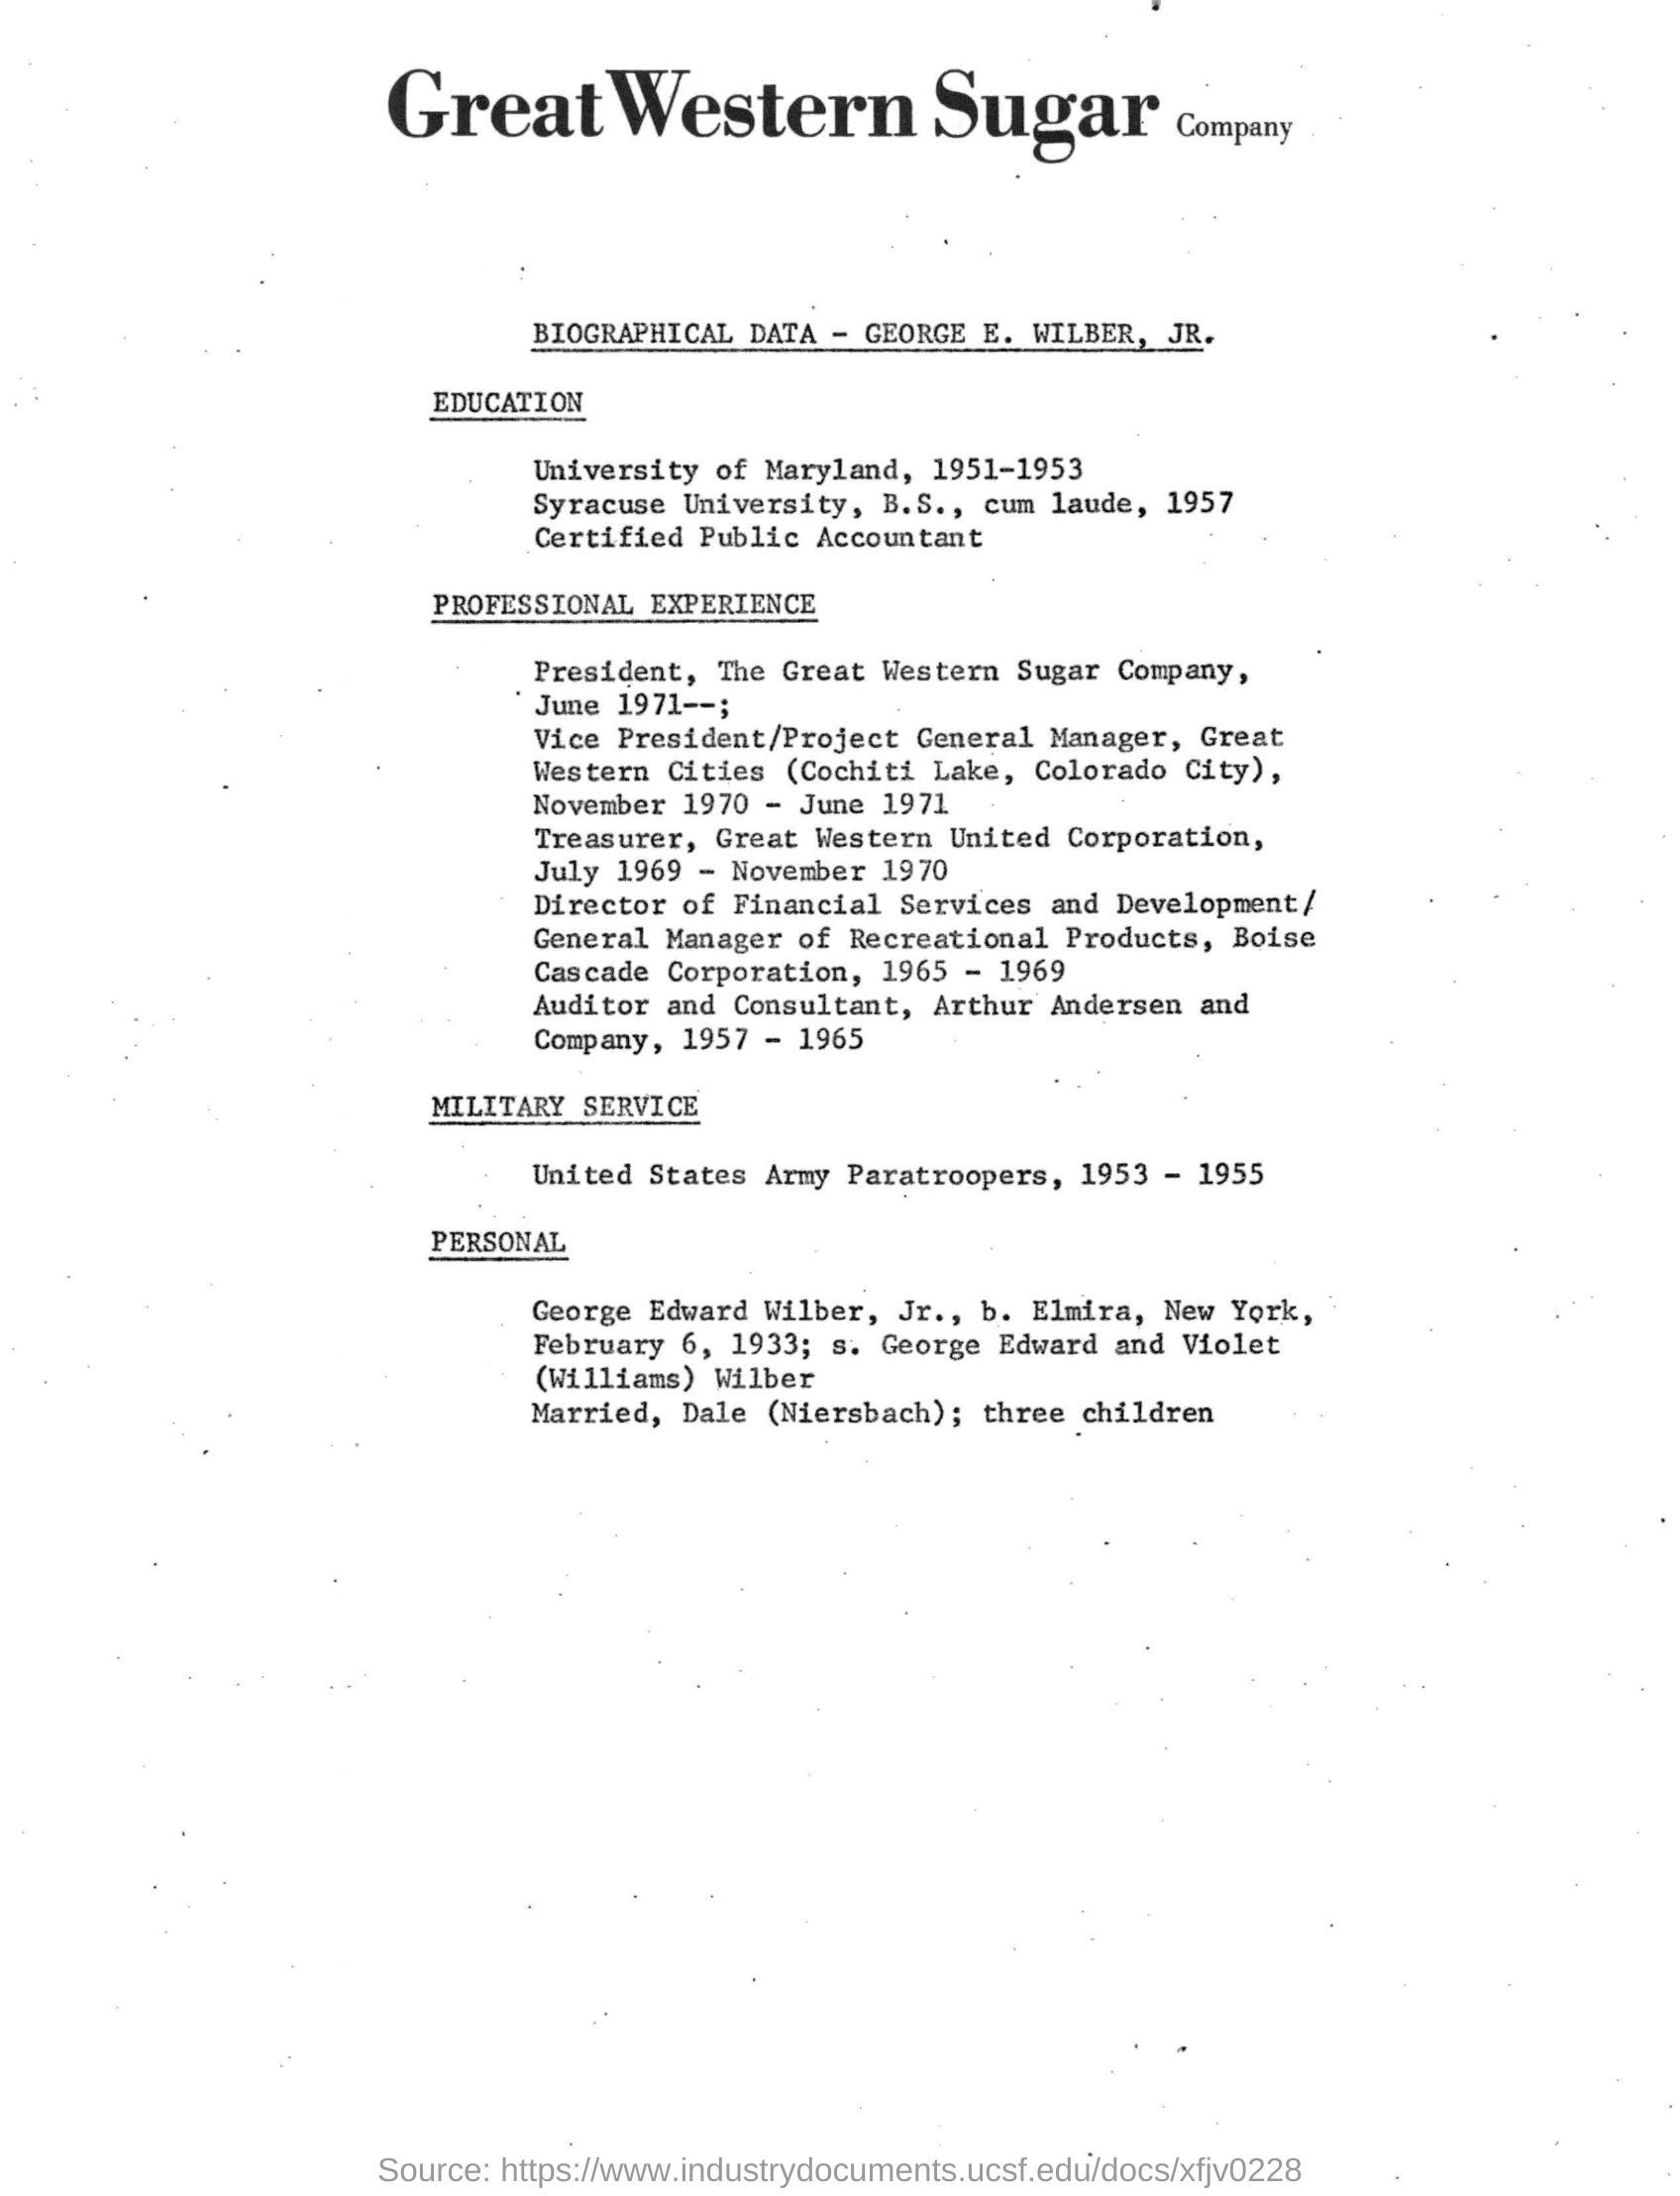 Great Western Sugar Company
BIOGRAPHICAL DATA - GEORGE E. WILBER, JR.
EDUCATION
University of Maryland, 1951-1953
Syracuse University, B.S., cum laude, 1957
Certified Public Accountant
PROFESSIONAL EXPERIENCE
President, The Great Western Sugar Company,
June 1971--;
Vice President/Project General Manager, Great
Western Cities (Cochiti Lake, Colorado City),
November 1970 - June 1971
Treasurer, Great Western United Corporation,
July 1969 - November 1970
Director of Financial Services and Development/
General Manager of Recreational Products, Boise
Cascade Corporation, 1965 - 1969
Auditor and Consultant, Arthur Andersen and
Company, 1957 - 1965
MILITARY SERVICE
United States Army Paratroopers, 1953 - 1955
PERSONAL
George Edward Wilber, Jr., b. Elmira, New York,
February 6, 1933; s. George Edward and Violet
(Williams) Wilber
Married, Dale (Niersbach); three children
Source: https://www.industrydocuments.ucsf.edu/docs/xfjv0228